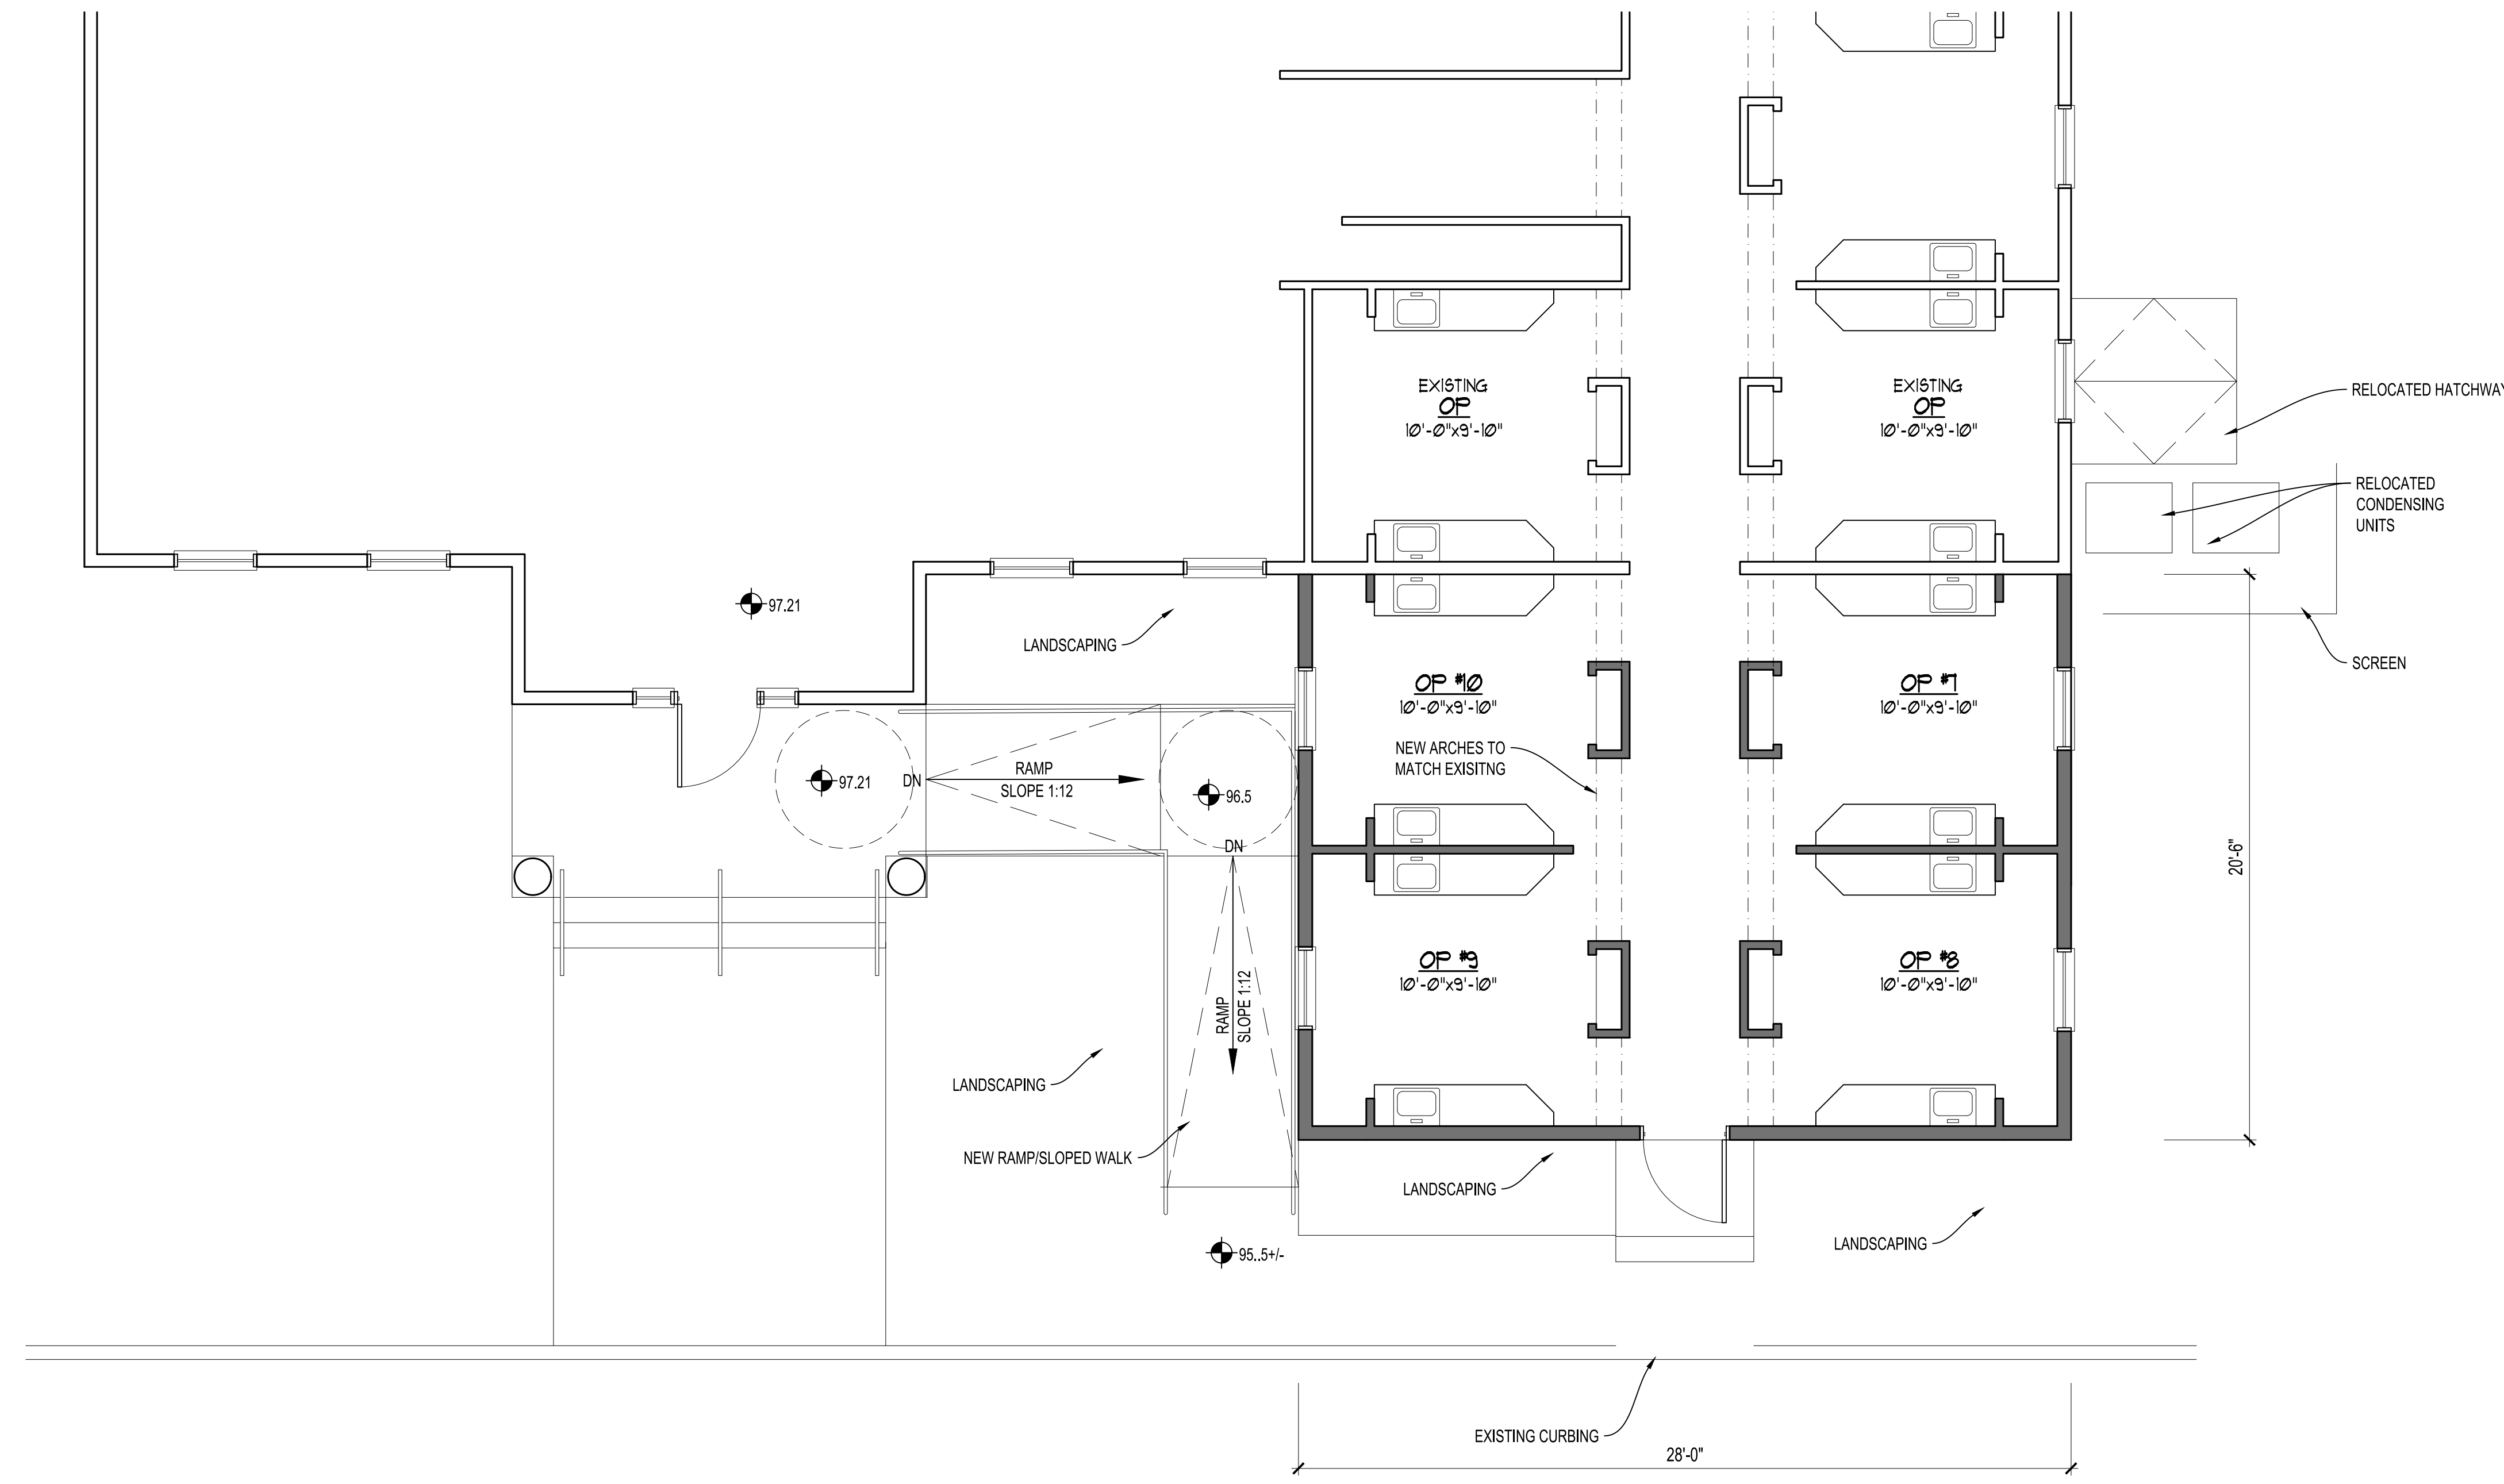 EXISTING
OP
10'-0"x9'-10"
EXISTING
OP
10'-0"x9'-10"
RELOCATED HATCHWAY
RELOCATED
CONDENSING
UNITS
97.21
LANDSCAPING
SCREEN
OP #10
10'-0"x9'-10"
OP #7
10'-0"x9'-10"
NEW ARCHES TO
MATCH EXISITNG
97.21
DN
RAMP
SLOPE 1:12
96.5
DN
20'-6"
OP #9
10'-0"x9'-10"
OP #8
10'-0"x9'-10"
RAMP
SLOPE 1:12
LANDSCAPING
NEW RAMP/SLOPED WALK
LANDSCAPING
LANDSCAPING
95..5+/-
EXISTING CURBING
28'-0"